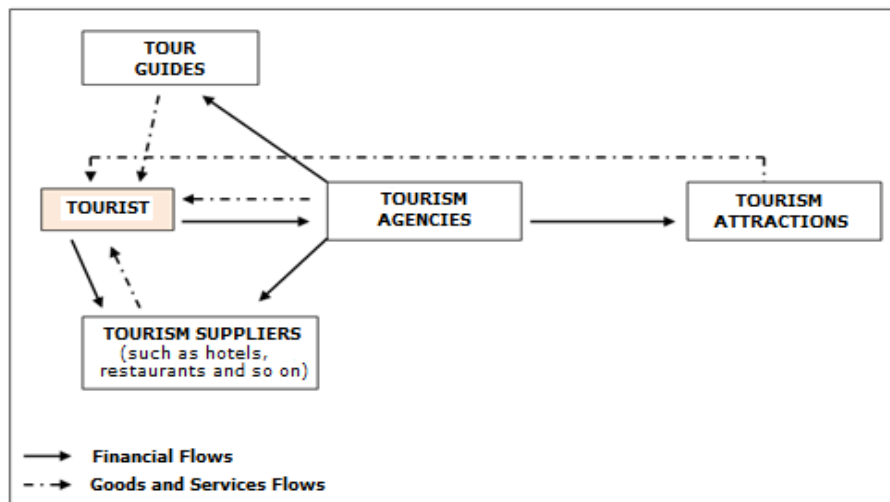 TOUR
GUIDES
TOURIST
TOURISM
AGENCIES
TOURISM
ATTRACTIONS
TOURISM SUPPLIERS
(such as hotels,
restaurants and so on)
Financial Flows
Goods and Services Flows